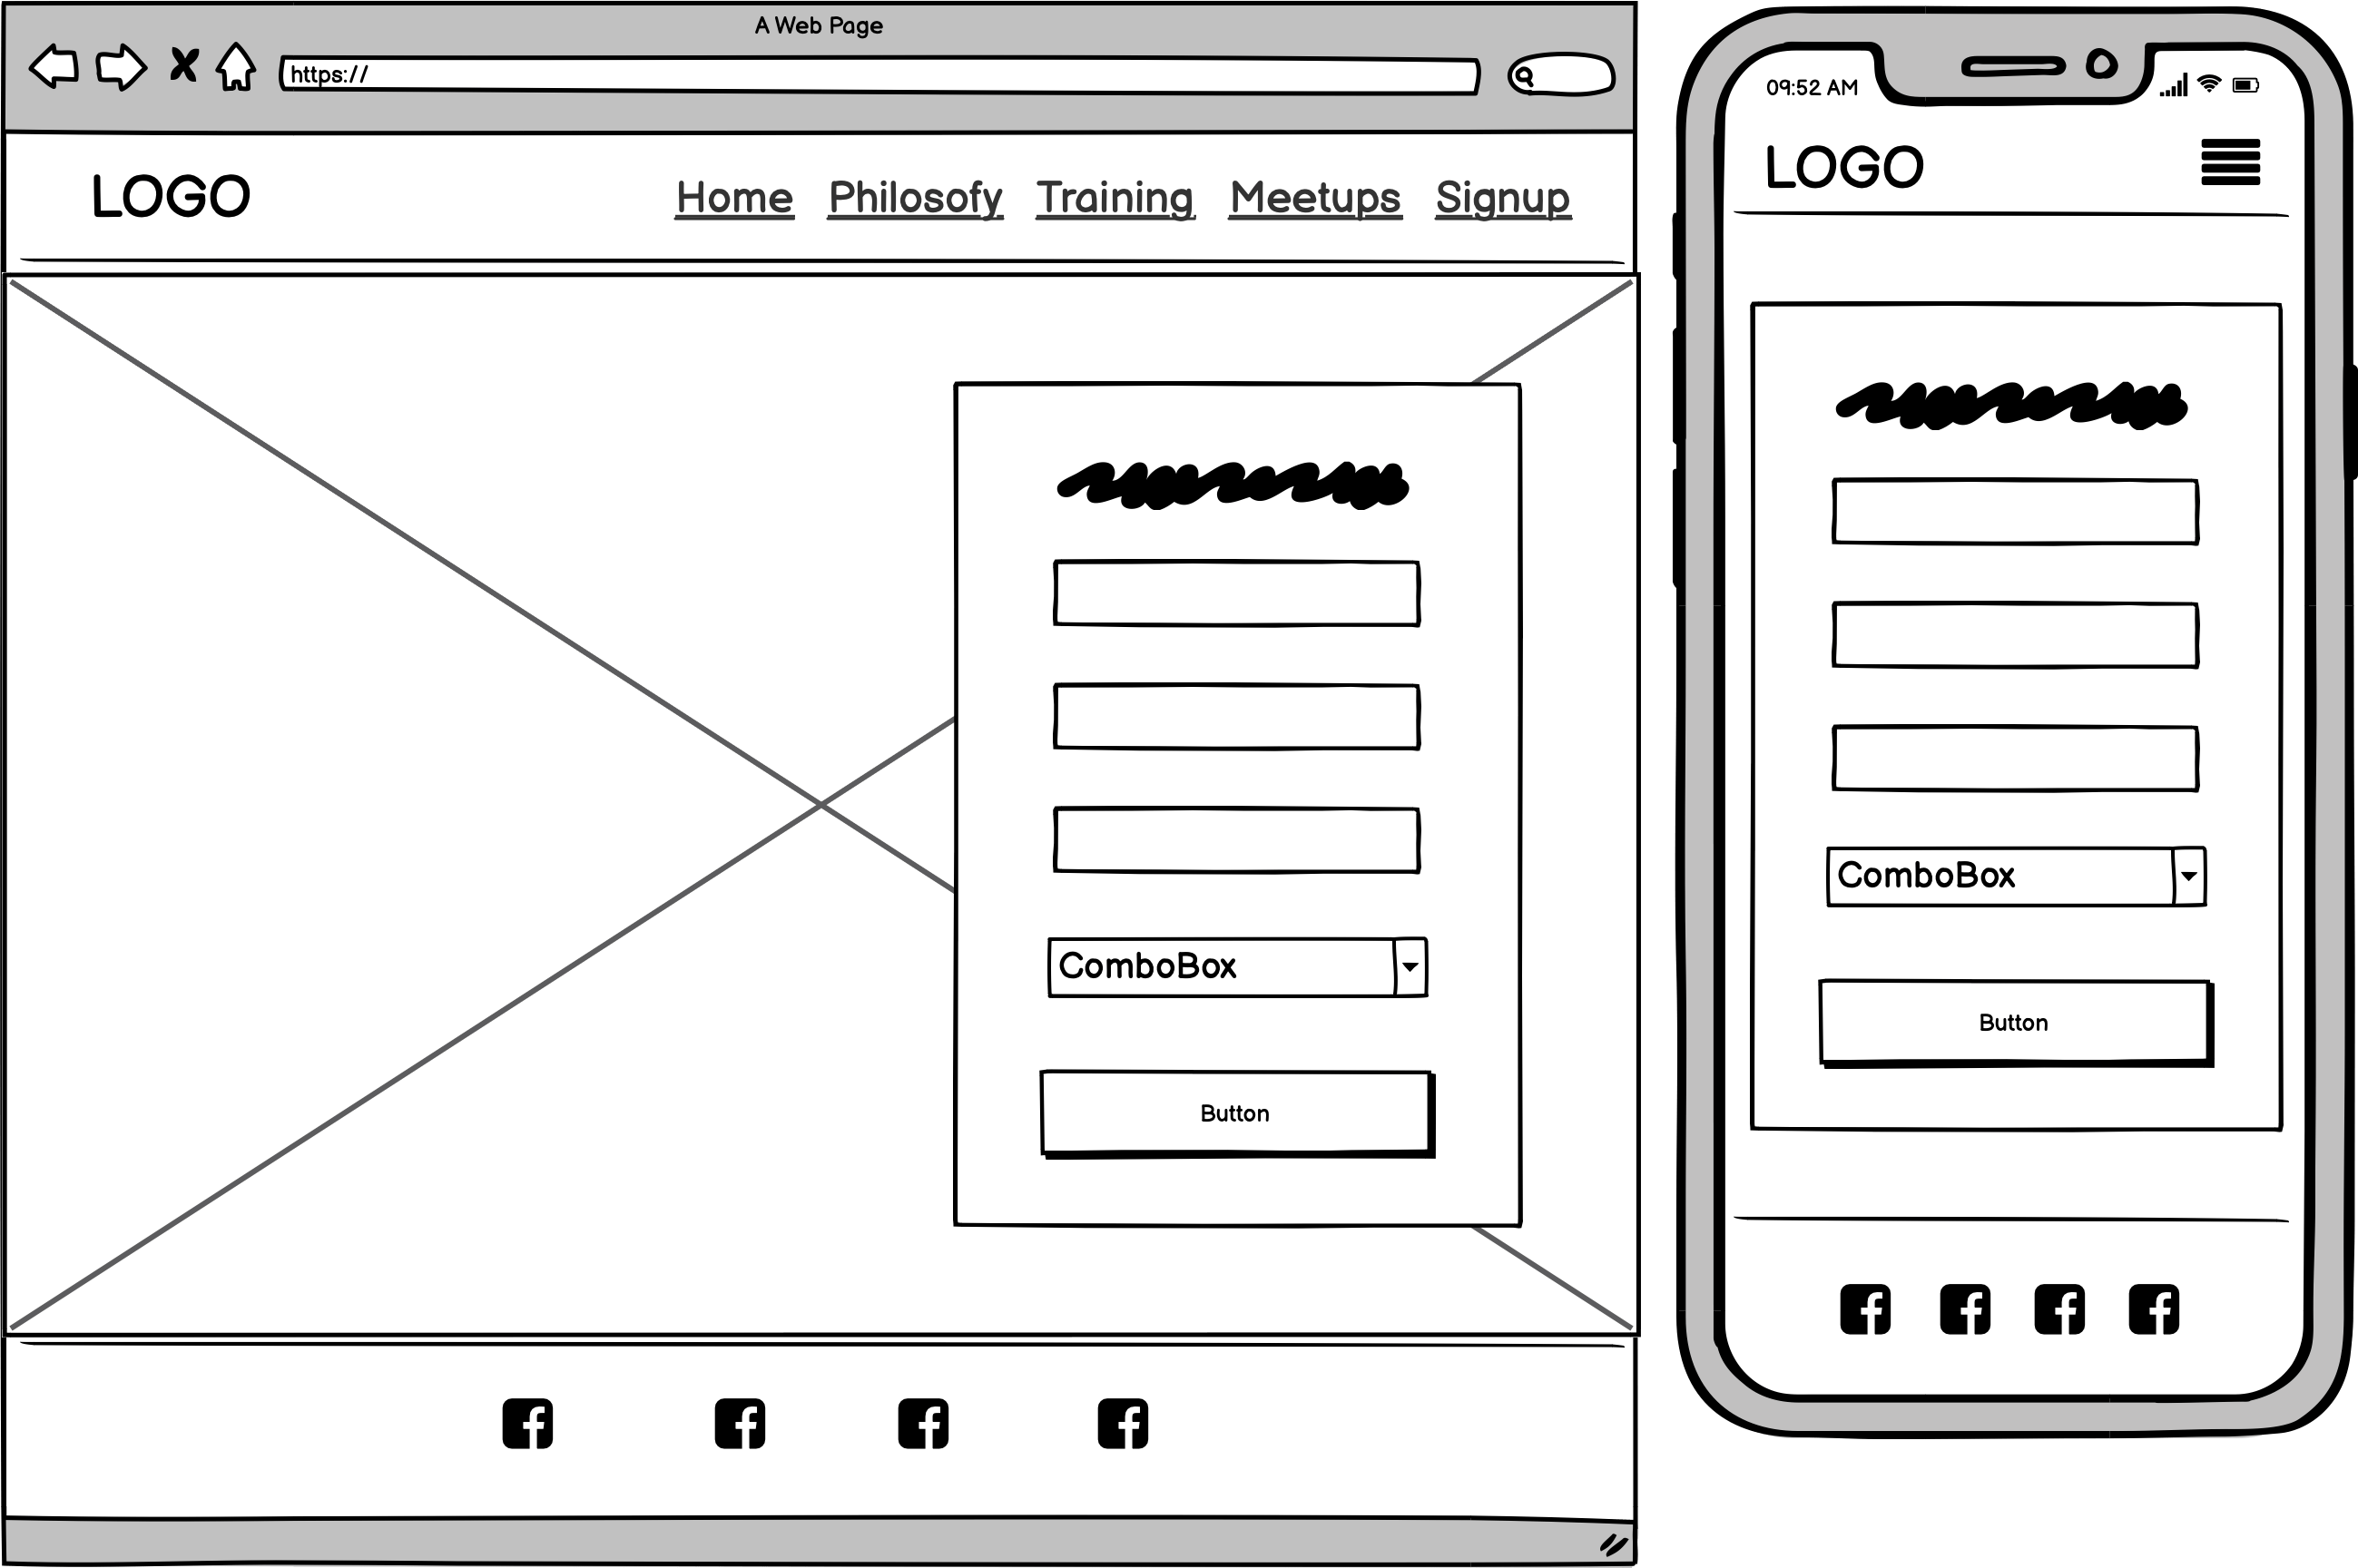 A Web Page
https://
LOGO
Home Philosofy Training Meetups Signup
ComboBox
Button
09:52 AM
LOGO
ComboBox
Button